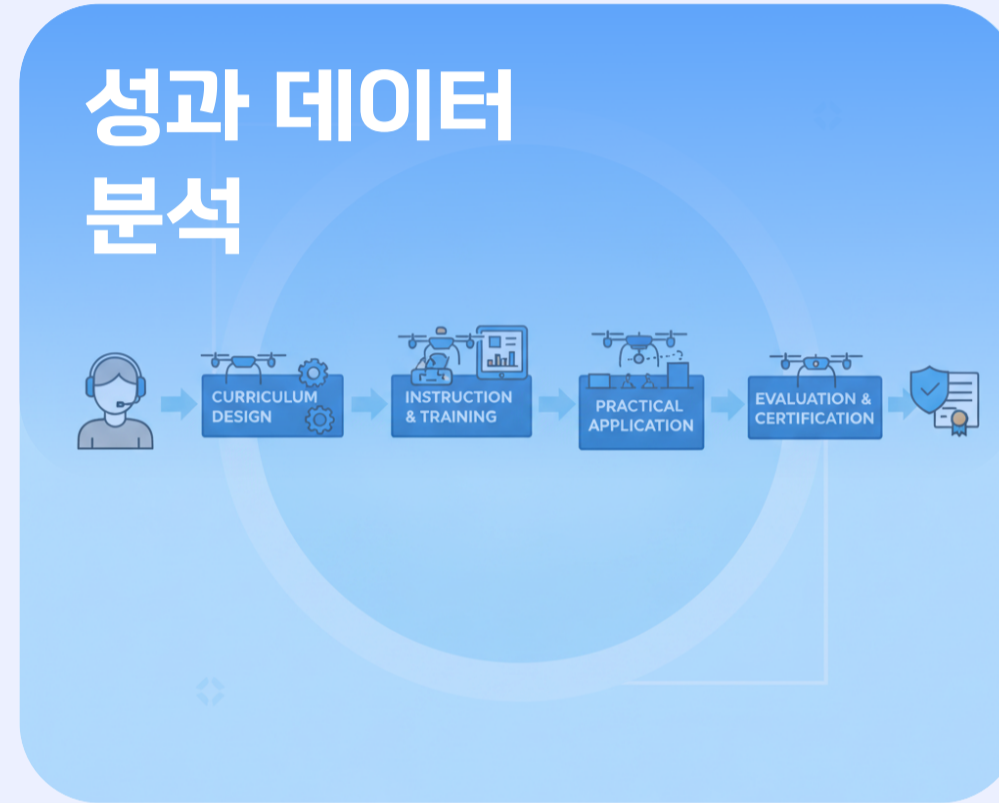 성과 데이터
분석
CURRICULUM
DESIGN
INSTRUCTION
& TRAINING
PRACTICAL
APPLICATION
EVALUATION &
CERTIFICATION